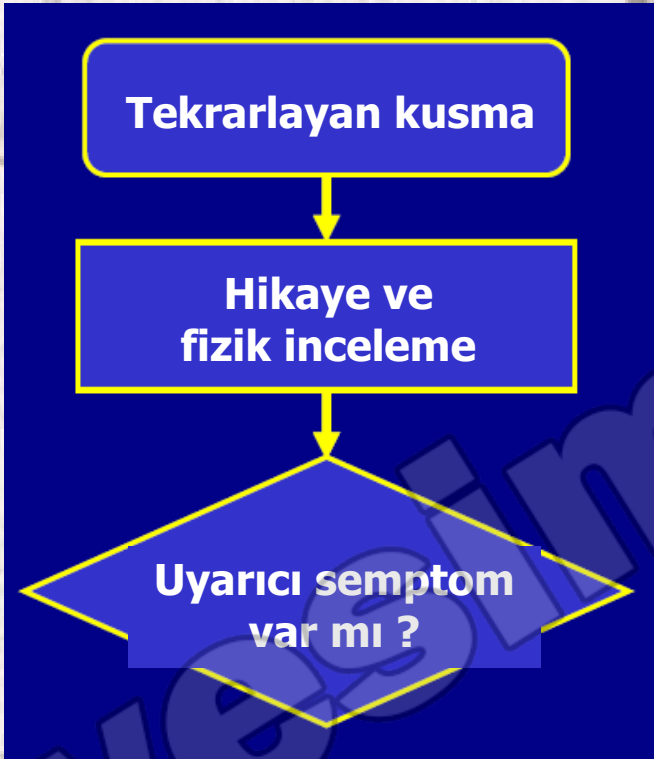 Tekrarlayan kusma
Hikaye ve
fizik inceleme
Uyarıcı semptom
var mı ?